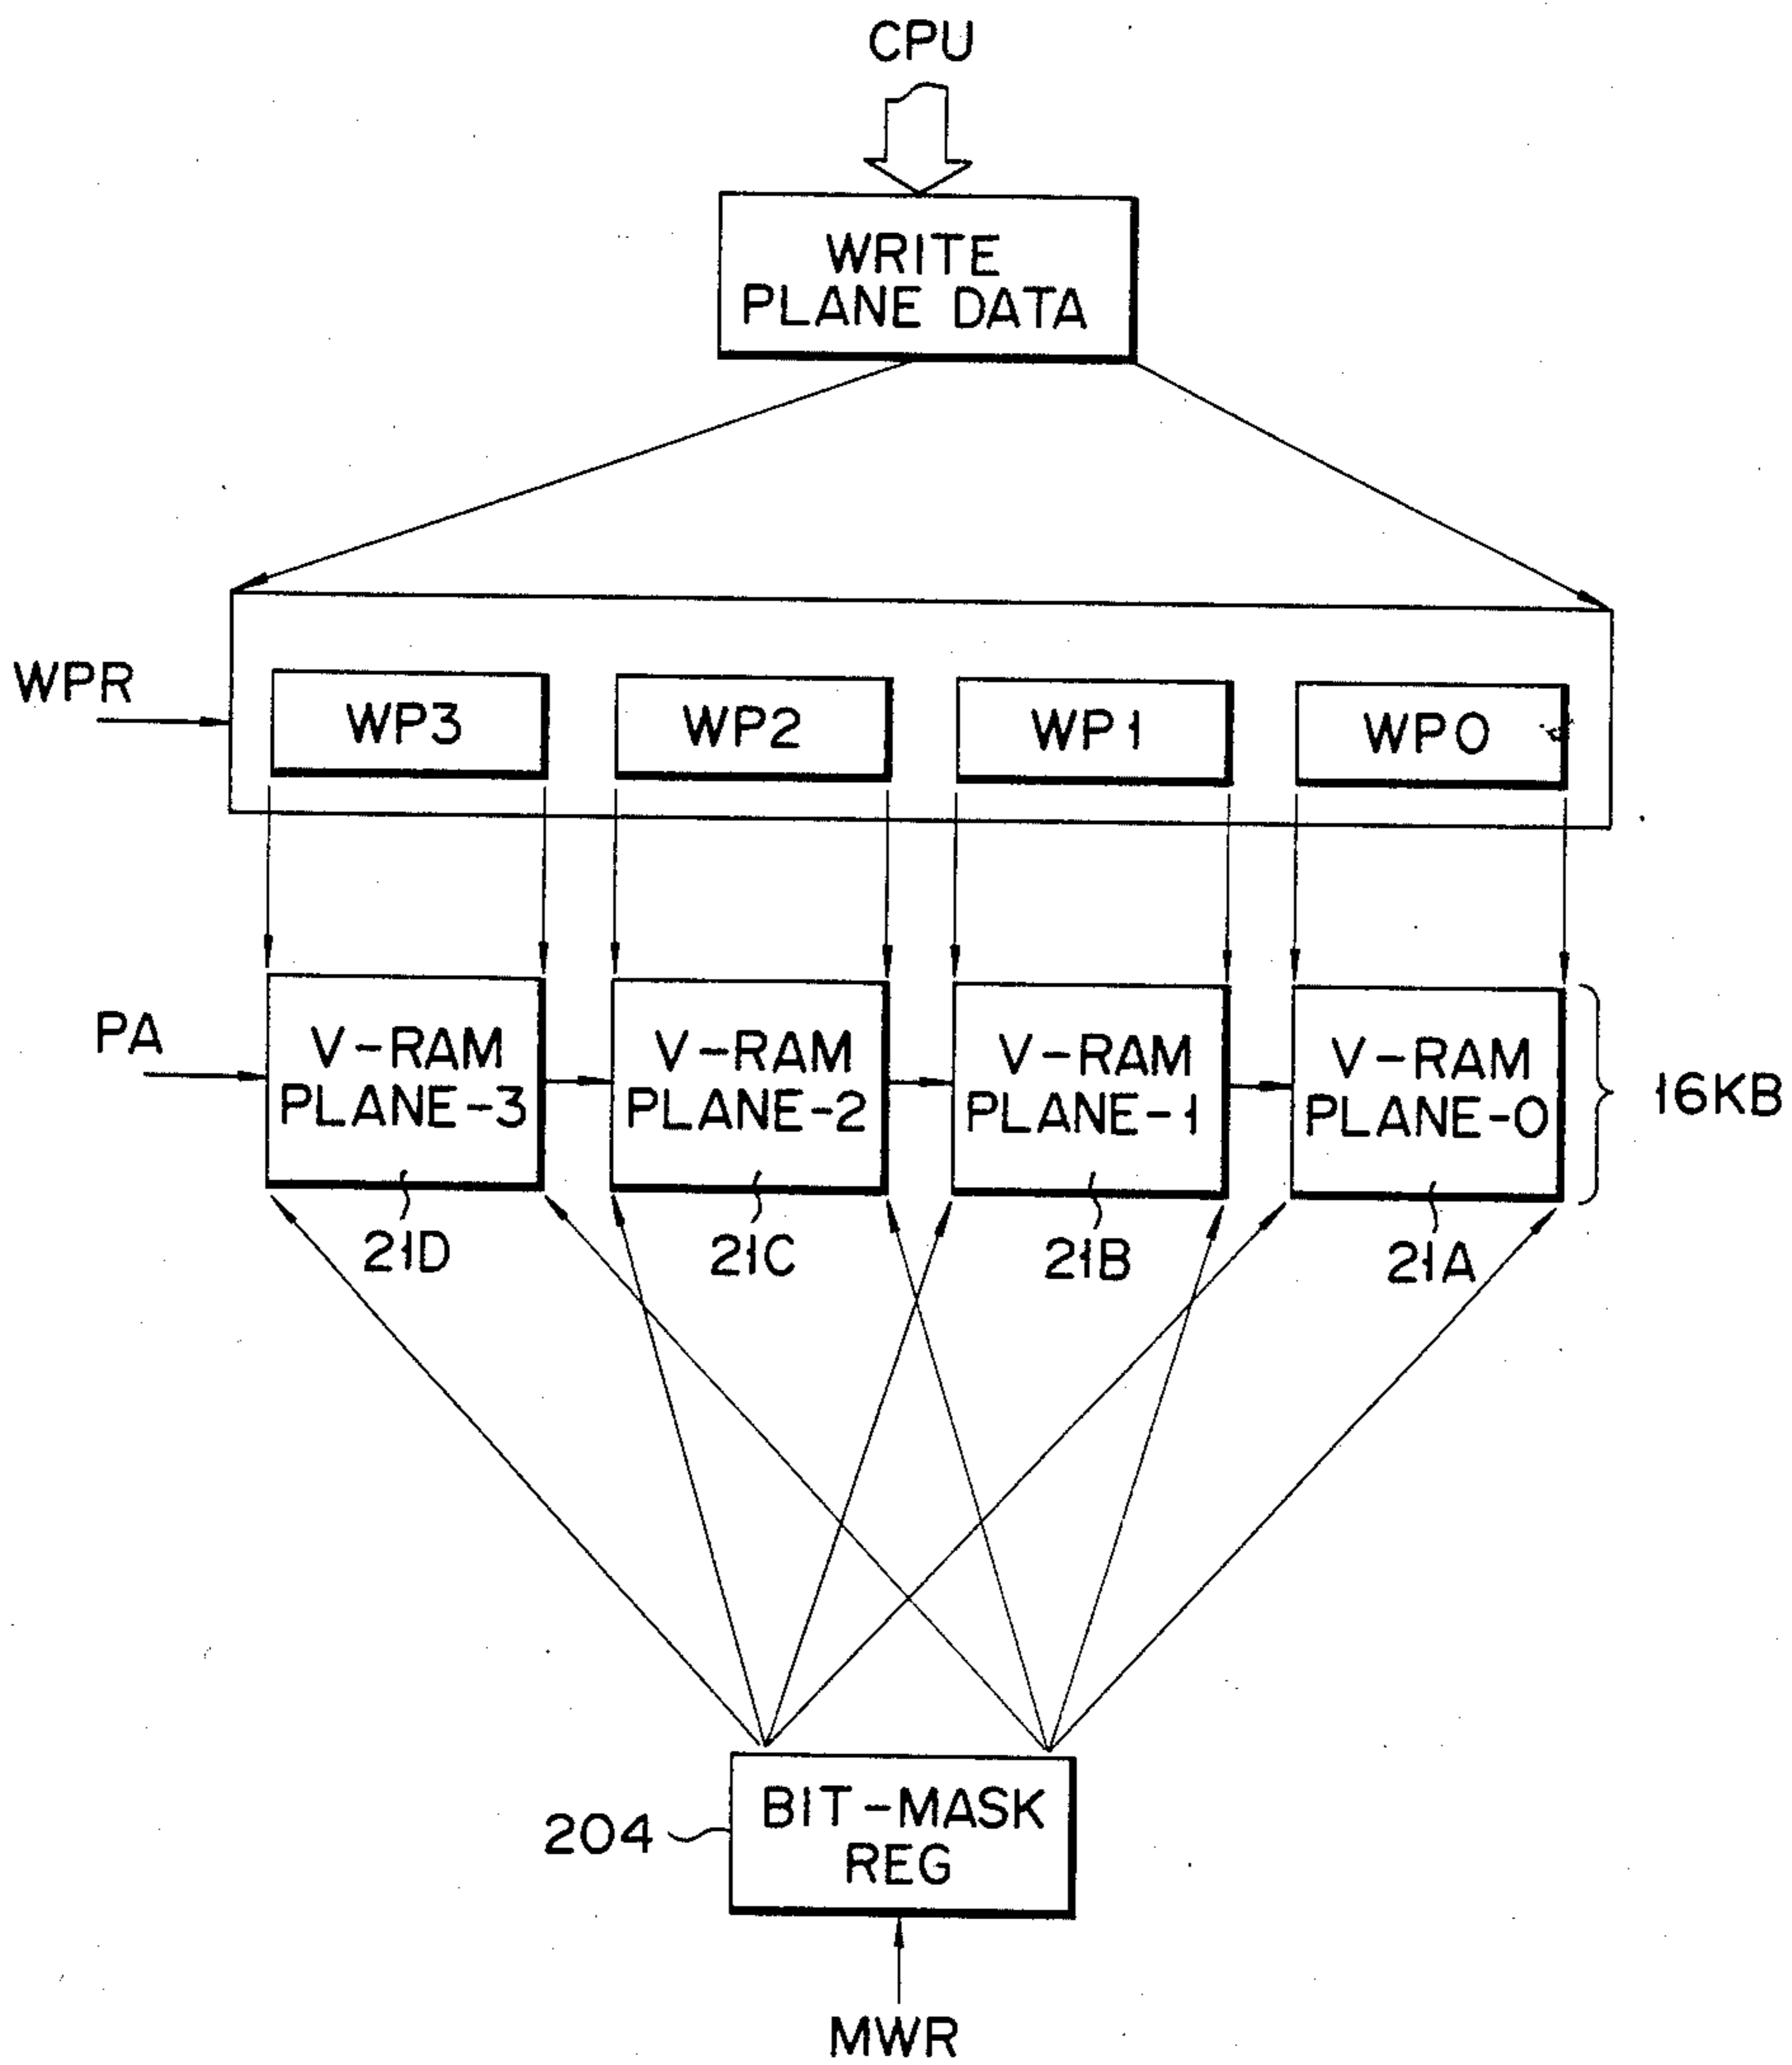 CPU
WRITE
PLANE DATA
WPR
WP3
WP2
WP1
WP0
PA
V-RAM
PLANE-3
V-RAM
PLANE-2
V-RAM
PLANE-1
V-RAM
PLANE-0
16KB
21D
21C
21B
21A
204
BIT-MASK
REG
MWR